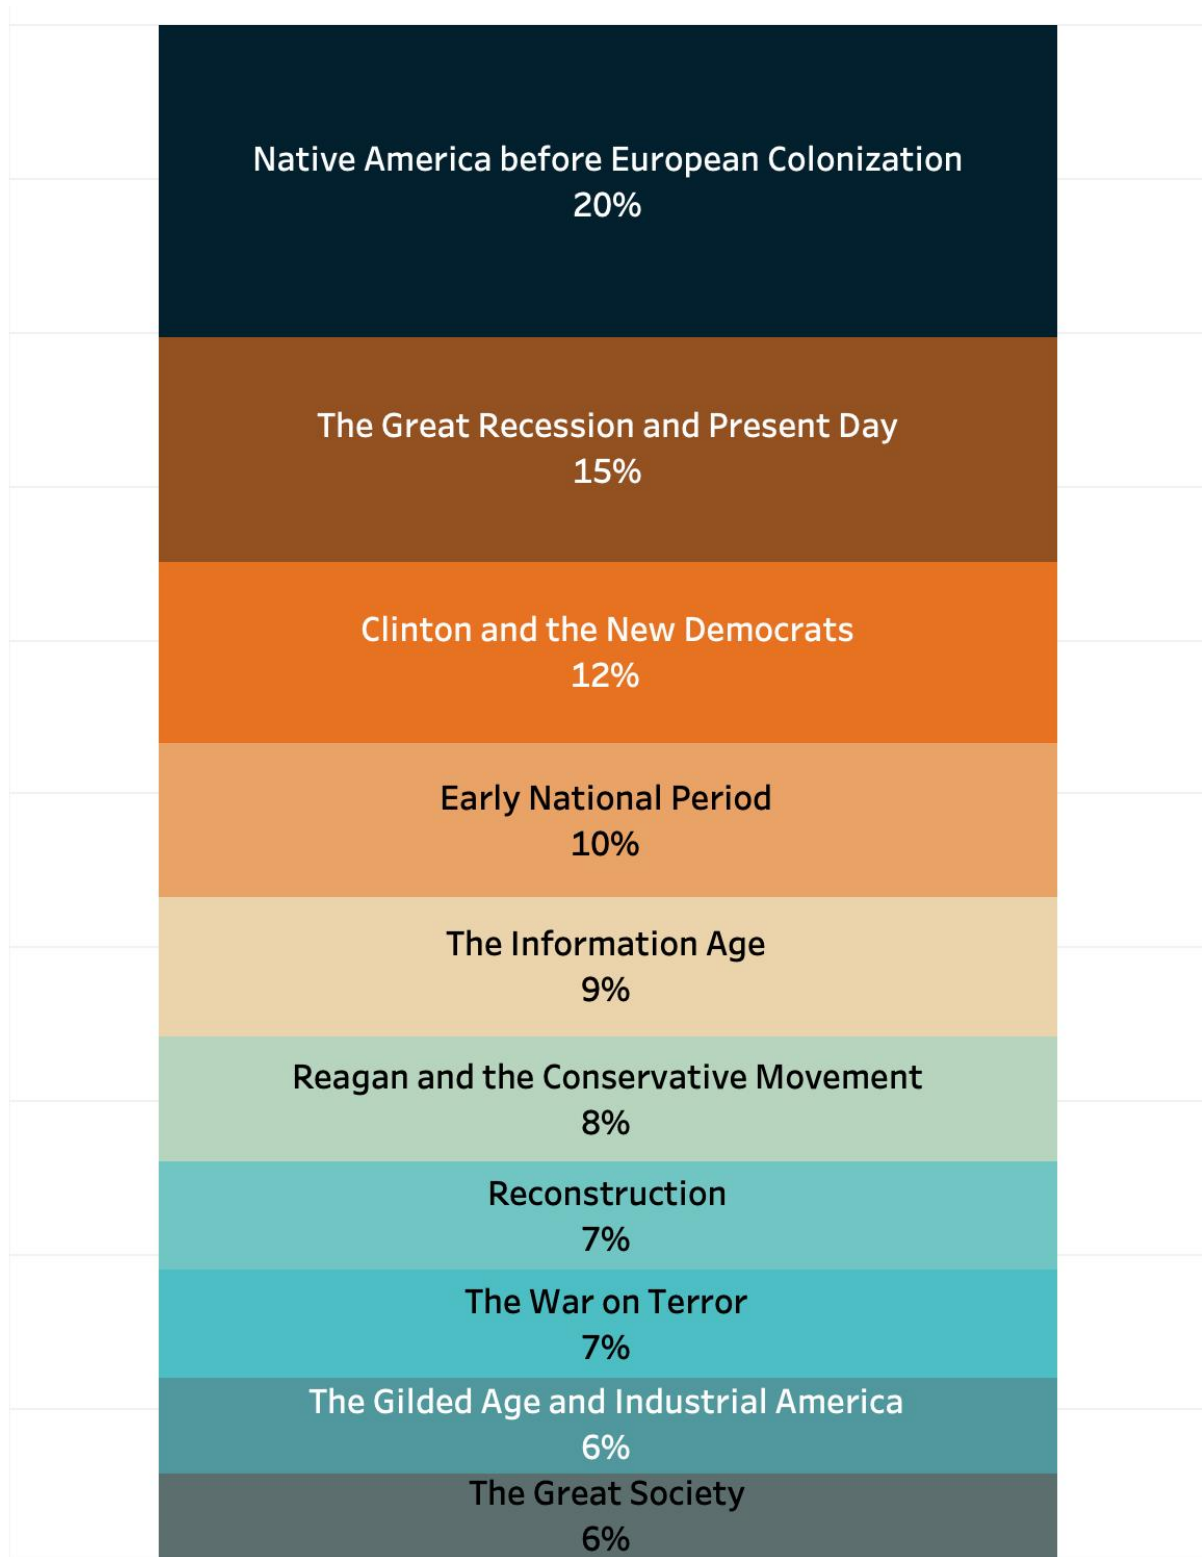 Native America before European Colonization
20%
The Great Recession and Present Day
15%
Clinton and the New Democrats
12%
Early National Period
10%
The Information Age
9%
Reagan and the Conservative Movement
8%
Reconstruction
7%
The War on Terror
7%
The Gilded Age and Industrial America
6%
The Great Society
6%